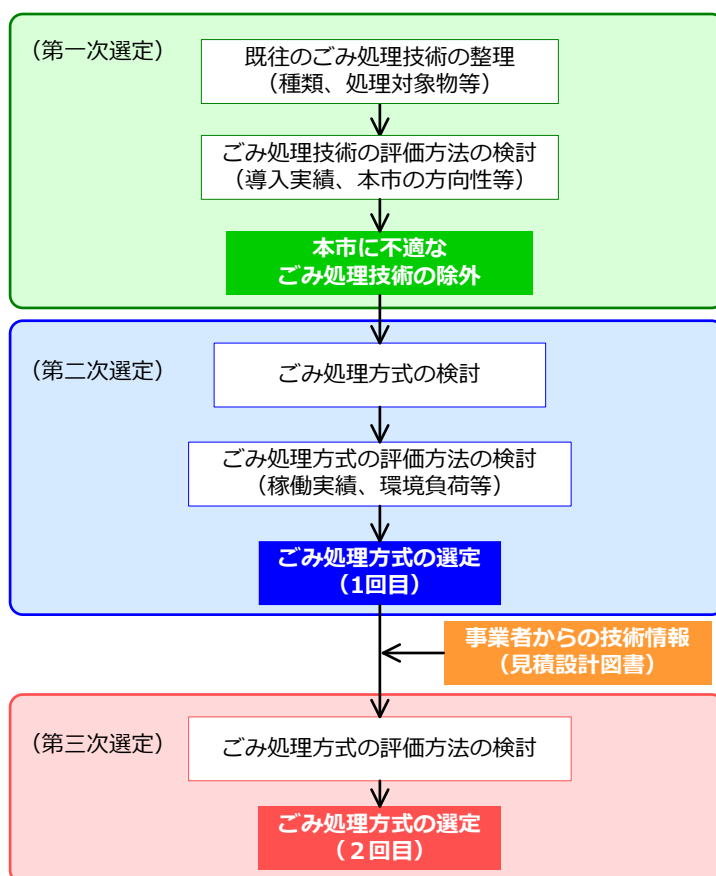 (第一次選定)
既往のごみ処理技術の整理
(種類、処理対象物等)
ごみ処理技術の評価方法の検討
(導入実績、本市の方向性等)
本市に不適な
ごみ処理技術の除外
(第二次選定)
ごみ処理方式の検討
ごみ処理方式の評価方法の検討
(稼働実績、環境負荷等)
ごみ処理方式の選定
(1回目)
事業者からの技術情報
(見積設計図書)
(第三次選定)
ごみ処理方式の評価方法の検討
ごみ処理方式の選定
(２回目)